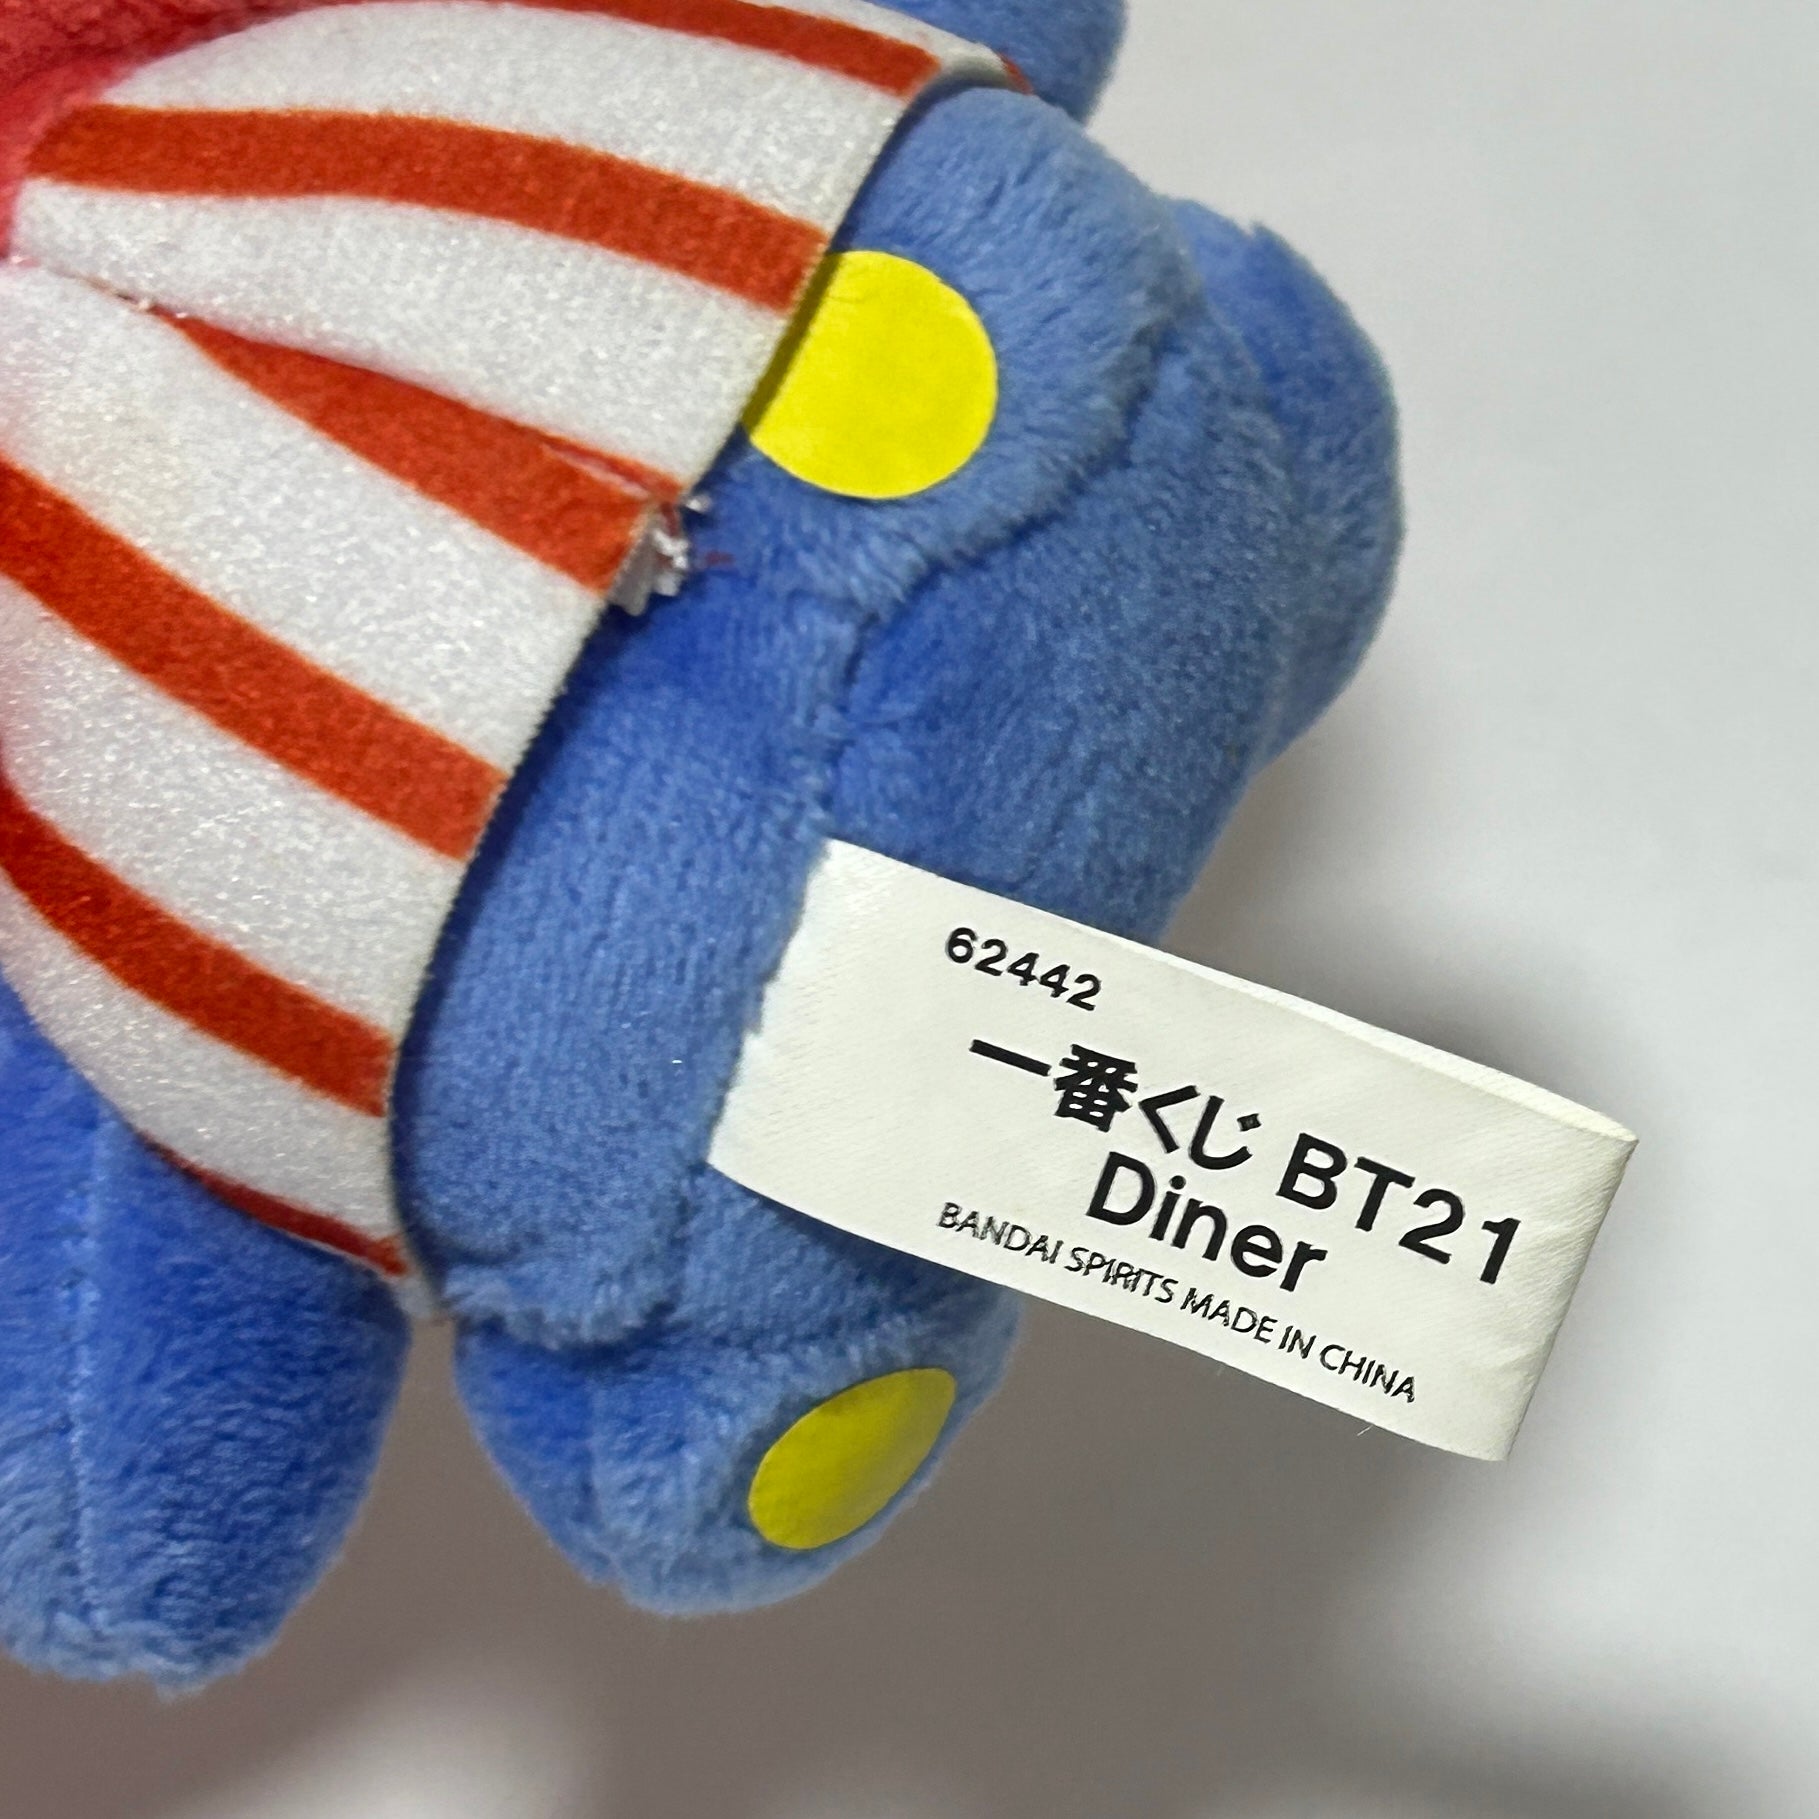 62442
一番くじ BT21
Diner
BANDAI SPIRITS MADE IN CHINA